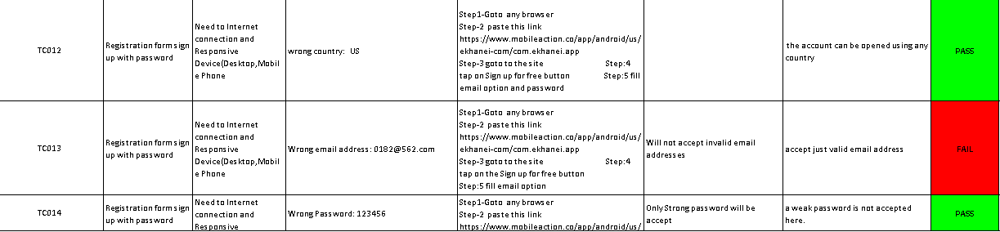 TC012
Registration form sign
up with password
Need to Internet
connection and
Responsive
Device(Desktop,Mobil
e Phone
wrong country: US
Step1-Goto any browser
Step-2 paste this link
https://www.mobileaction.co/app/android/us/
ekhanei-com/com.ekhanei.app
Step-3 goto to the site Step:4
tap on Sign up for free button Step:5 fill
email option and password
the account can be opened using any
country
PASS
TC013
Registration form sign
up with password
Need to Internet
connection and
Responsive
Device(Desktop,Mobil
e Phone
Wrong email address: 0182@562.com
Step1-Goto any browser
Step-2 paste this link
https://www.mobileaction.co/app/android/us/
ekhanei-com/com.ekhanei.app
Step-3 goto to the site Step:4
tap on the Sign up for free button
Step:5 fill email option
Will not accept invalid email
addresses
accept just valid email address
FAIL
TC014
Registration form sign
up with password
Need to Internet
connection and
Responsive
Wrong Password: 123456
Step1-Goto any browser
Step-2 paste this link
https://www.mobileaction.co/app/android/us/
Only Strong password will be
accept
a weak password is not accepted
here.
PASS